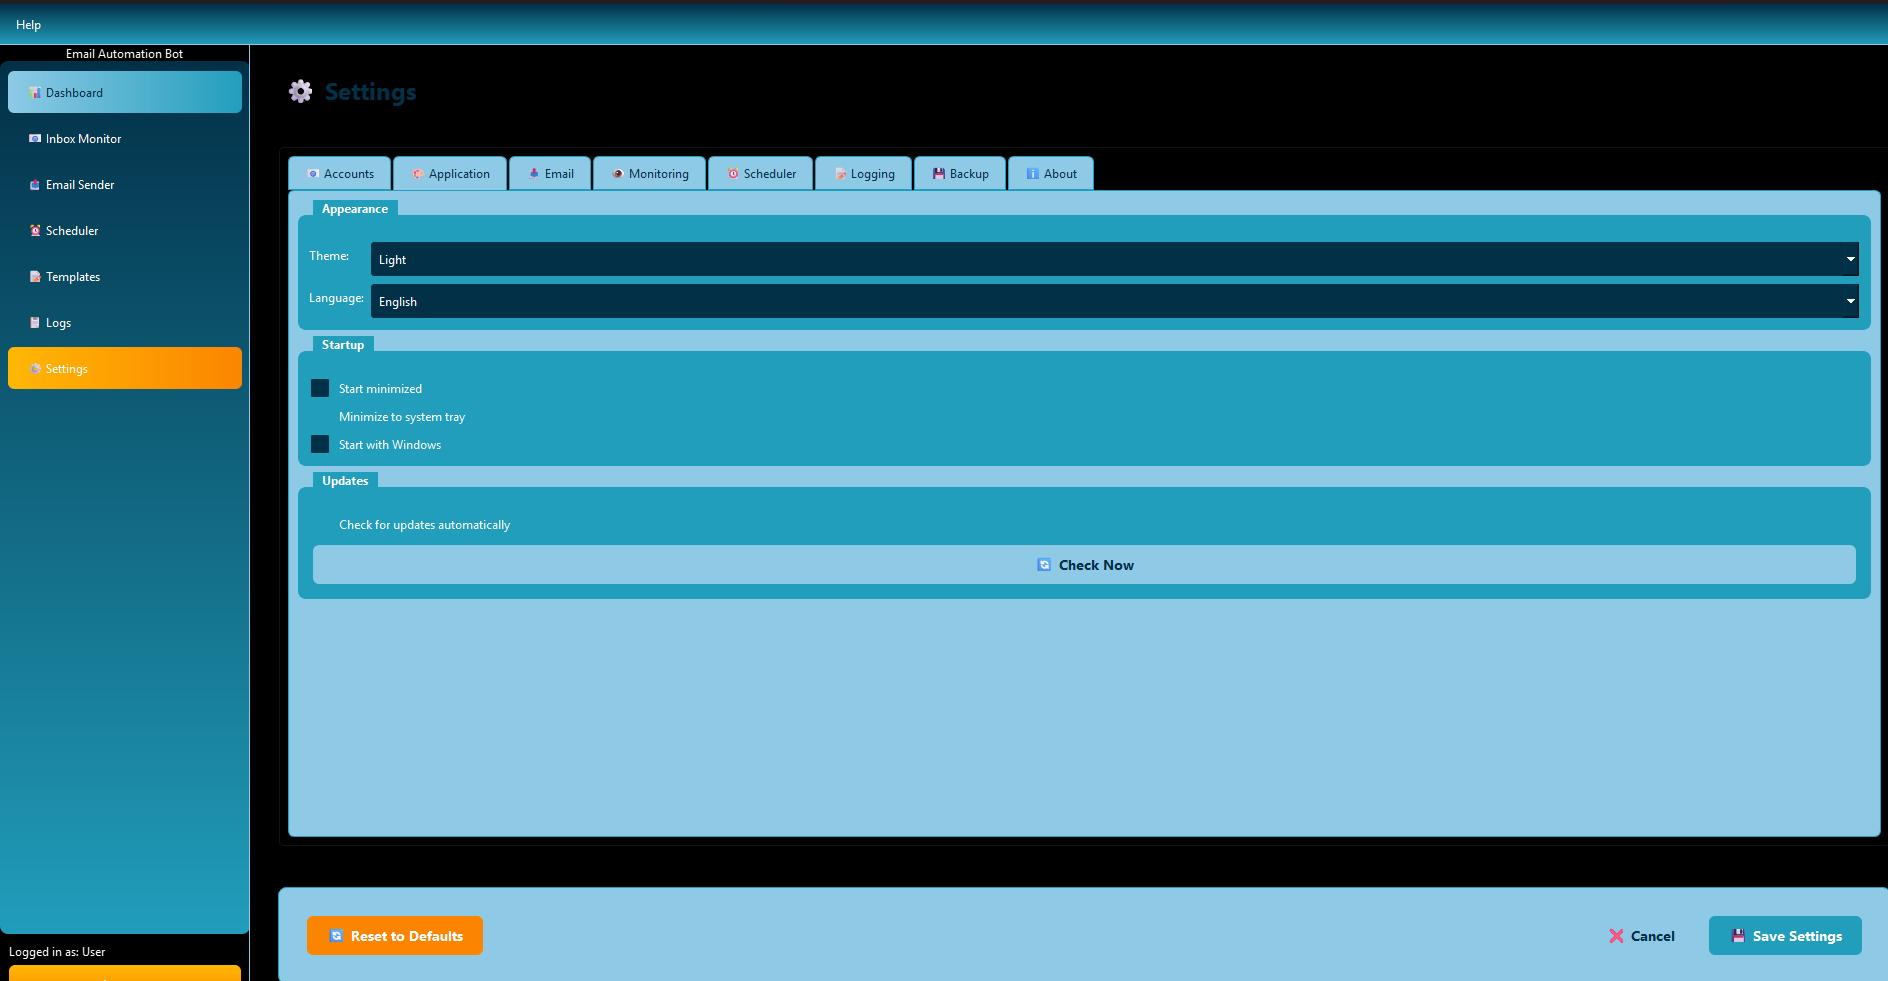 Help
Email Automation Bot
Dashboard
Inbox Monitor
Email Sender
Scheduler
Templates
Logs
Settings
Logged in as: User
Settings
Accounts
Application
Email
Monitoring
Scheduler
Logging
Backup
About
Appearance
Theme:
Light
Language:
English
Startup
Start minimized
Minimize to system tray
Start with Windows
Updates
Check for updates automatically
Check Now
Reset to Defaults
Cancel
Save Settings